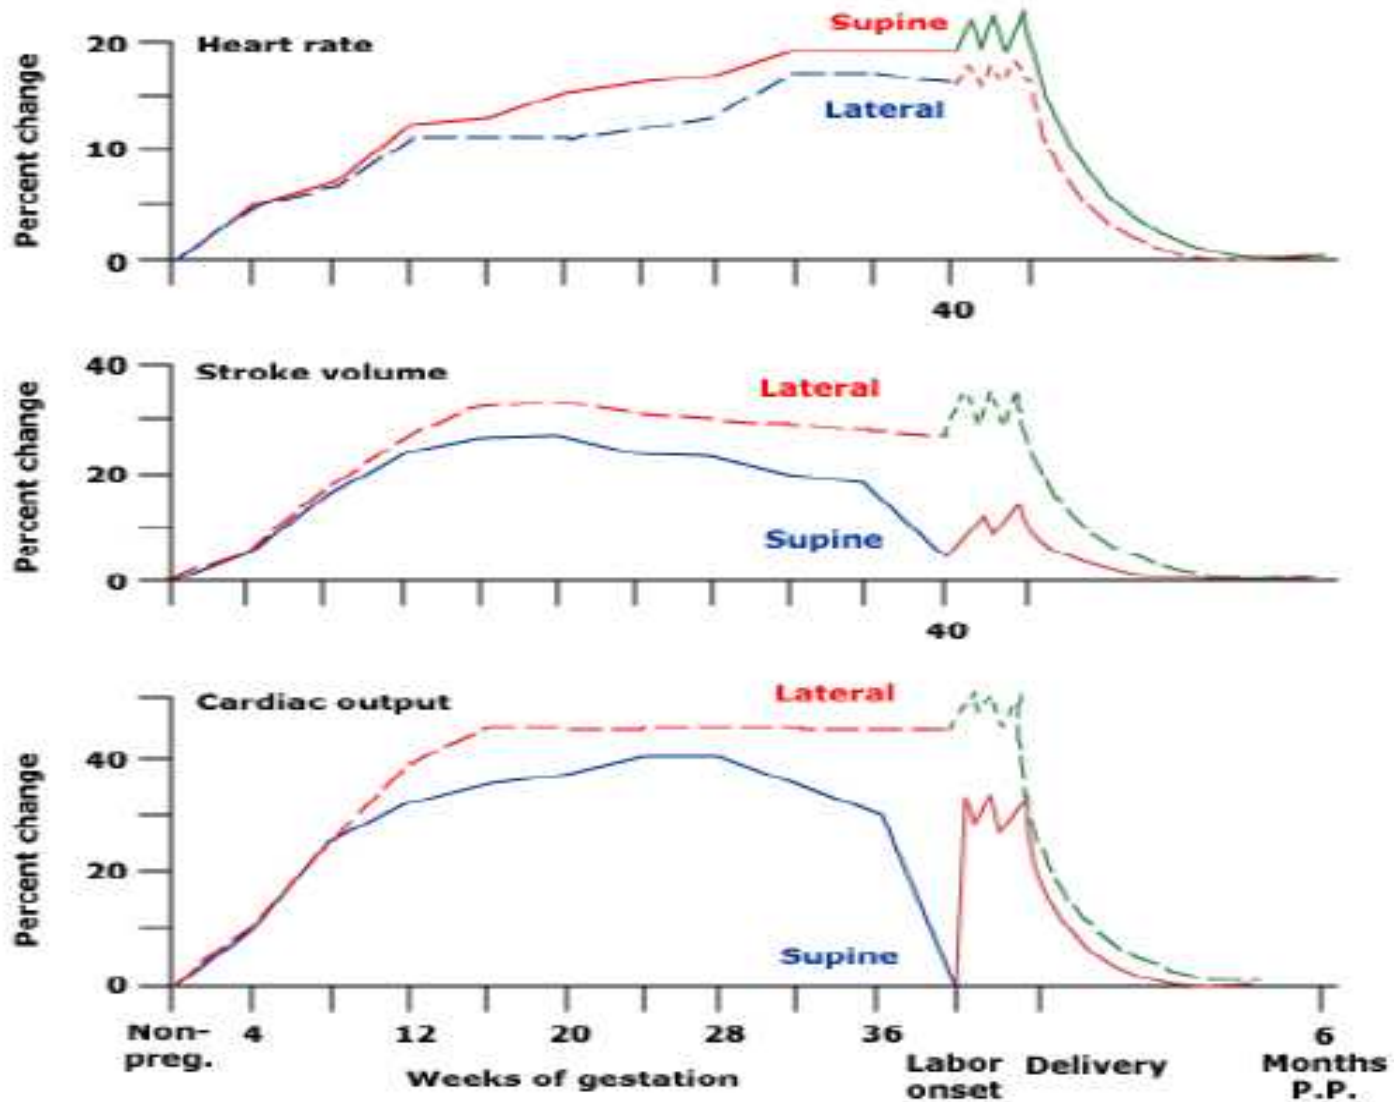 Supine
20
Heart rate
Percent change
Lateral
10
0
40
40
Stroke volume
Lateral
Percent change
20
Supine
0
40
Cardiac output
Lateral
Percent change
40
20
Supine
0
Non-
preg.
4
12
20
28
36
Labor
onset
Delivery
6
Months
P.P.
Weeks of gestation